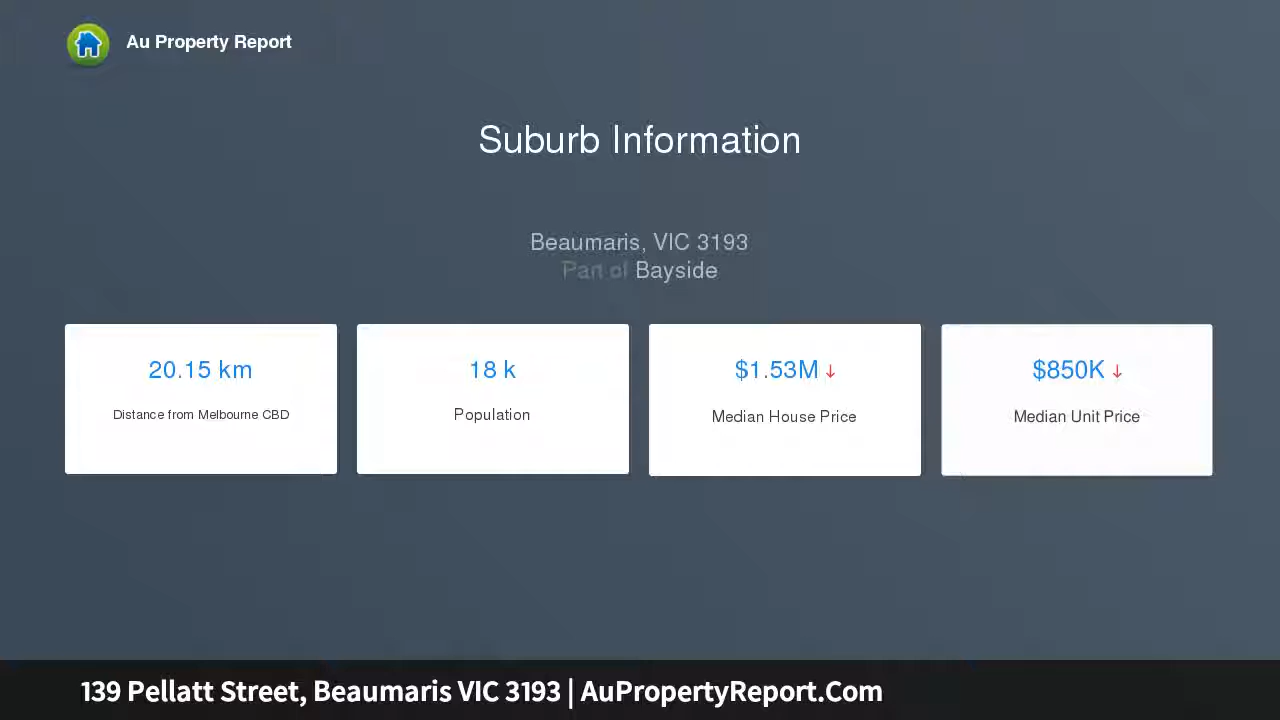 Au Property Report
Suburb Information
Beaumaris, VIC 3193
Part of Bayside
20.15 km
Distance from Melbourne CBD
18 k
Population
$1.53M ↓
Median House Price
$850K ↓
Median Unit Price
139 Pellatt Street, Beaumaris VIC 3193 | AuPropertyReport.Com